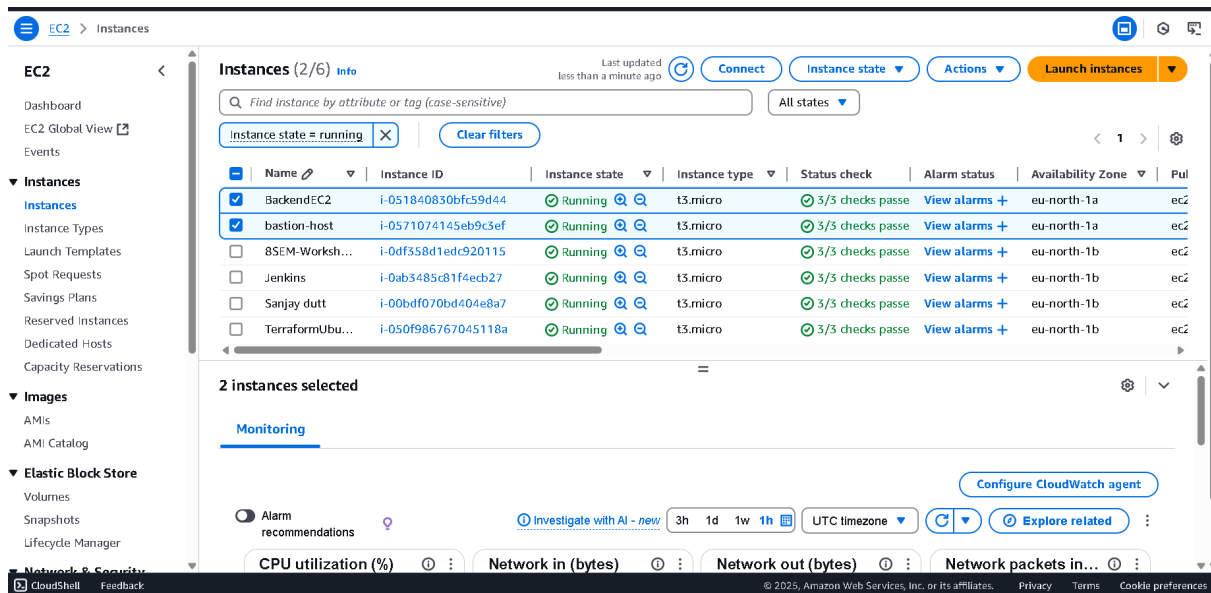 EC2 > Instances
EC2
Dashboard
EC2 Global View
Events
Instances
Instances
Instance Types
Launch Templates
Spot Requests
Savings Plans
Reserved Instances
Dedicated Hosts
Capacity Reservations
Images
AMIs
AMI Catalog
Elastic Block Store
Volumes
Snapshots
Lifecycle Manager
Network & Security
Instances (2/6) Info
Last updated
less than a minute ago
Connect Instance state Actions Launch instances
Find Instance by attribute or tag (case-sensitive)
All states
Instance state = running
Clear filters
1
Name Instance ID Instance state Instance type Status check Alarm status Availability Zone Pul
BackendEC2 i-051840830bfc59d44 Running t3.micro 3/3 checks passe View alarms + eu-north-1a ec2
bastion-host i-0571074145eb9c3ef Running t3.micro 3/3 checks passe View alarms + eu-north-1a ec2
8SEM-Worksh... i-0df358d1edc920115 Running t3.micro 3/3 checks passe View alarms + eu-north-1b ec2
Jenkins i-0ab3485c81f4ecb27 Running t3.micro 3/3 checks passe View alarms + eu-north-1b ec2
Sanjay dutt i-00bdf070bd404e8a7 Running t3.micro 3/3 checks passe View alarms + eu-north-1b ec2
TerraformUbu... i-050f986767045118a Running t3.micro 3/3 checks passe View alarms + eu-north-1b ec2
2 instances selected
Monitoring
Configure CloudWatch agent
Alarm
recommendations
Investigate with AI - new 3h 1d 1w 1h UTC timezone Explore related
CPU utilization (%) Network in (bytes) Network out (bytes) Network packets in...
CloudShell Feedback © 2025, Amazon Web Services, Inc. or its affiliates. Privacy Terms Cookie preferences